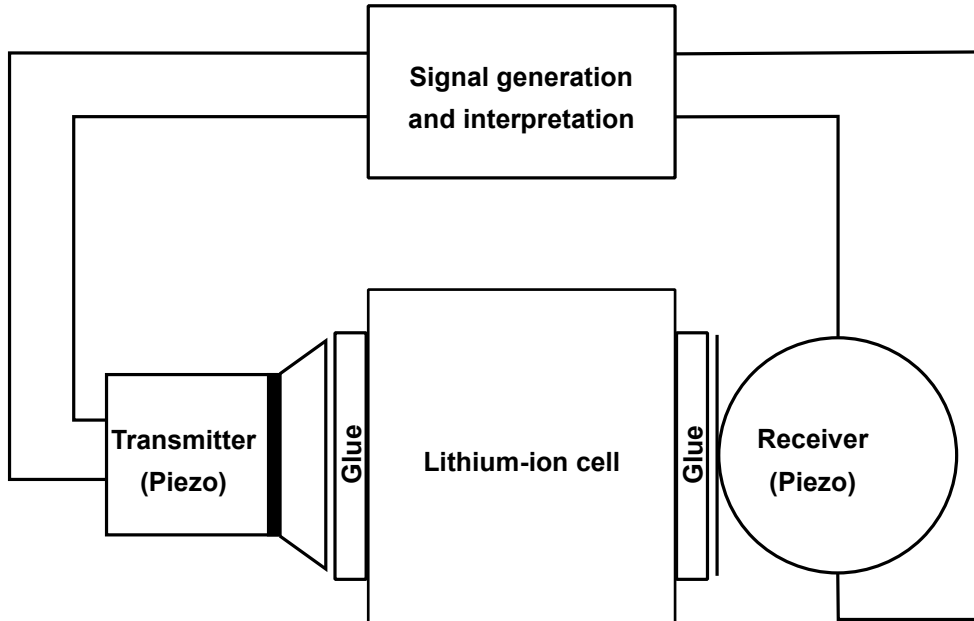 Signal generation
and interpretation
Transmitter
(Piezo)
Glue
Lithium-ion cell
Glue
Receiver
(Piezo)